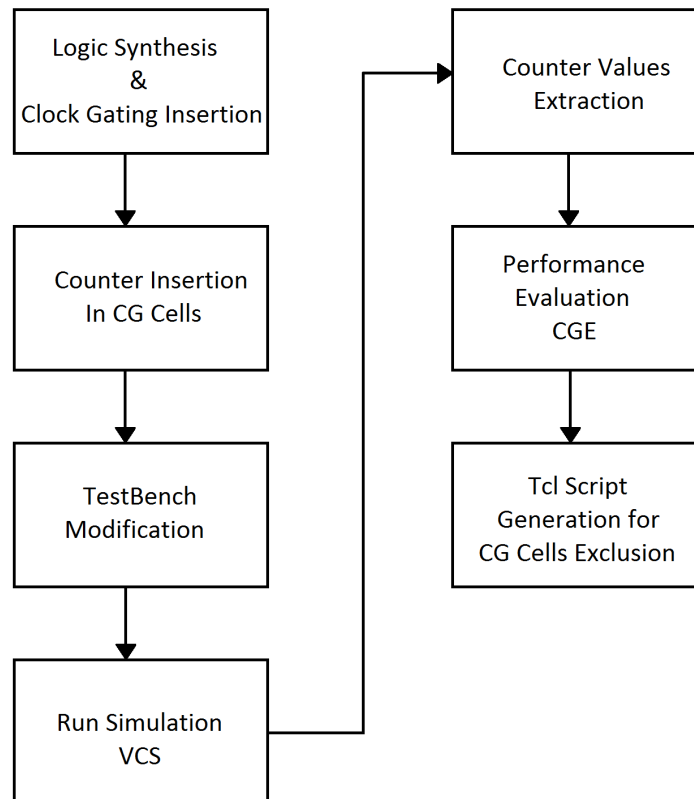 Logic Synthesis
&
Clock Gating Insertion
Counter Insertion
In CG Cells
TestBench
Modification
Run Simulation
VCS
Counter Values
Extraction
Performance
Evaluation
CGE
Tcl Script
Generation for
CG Cells Exclusion